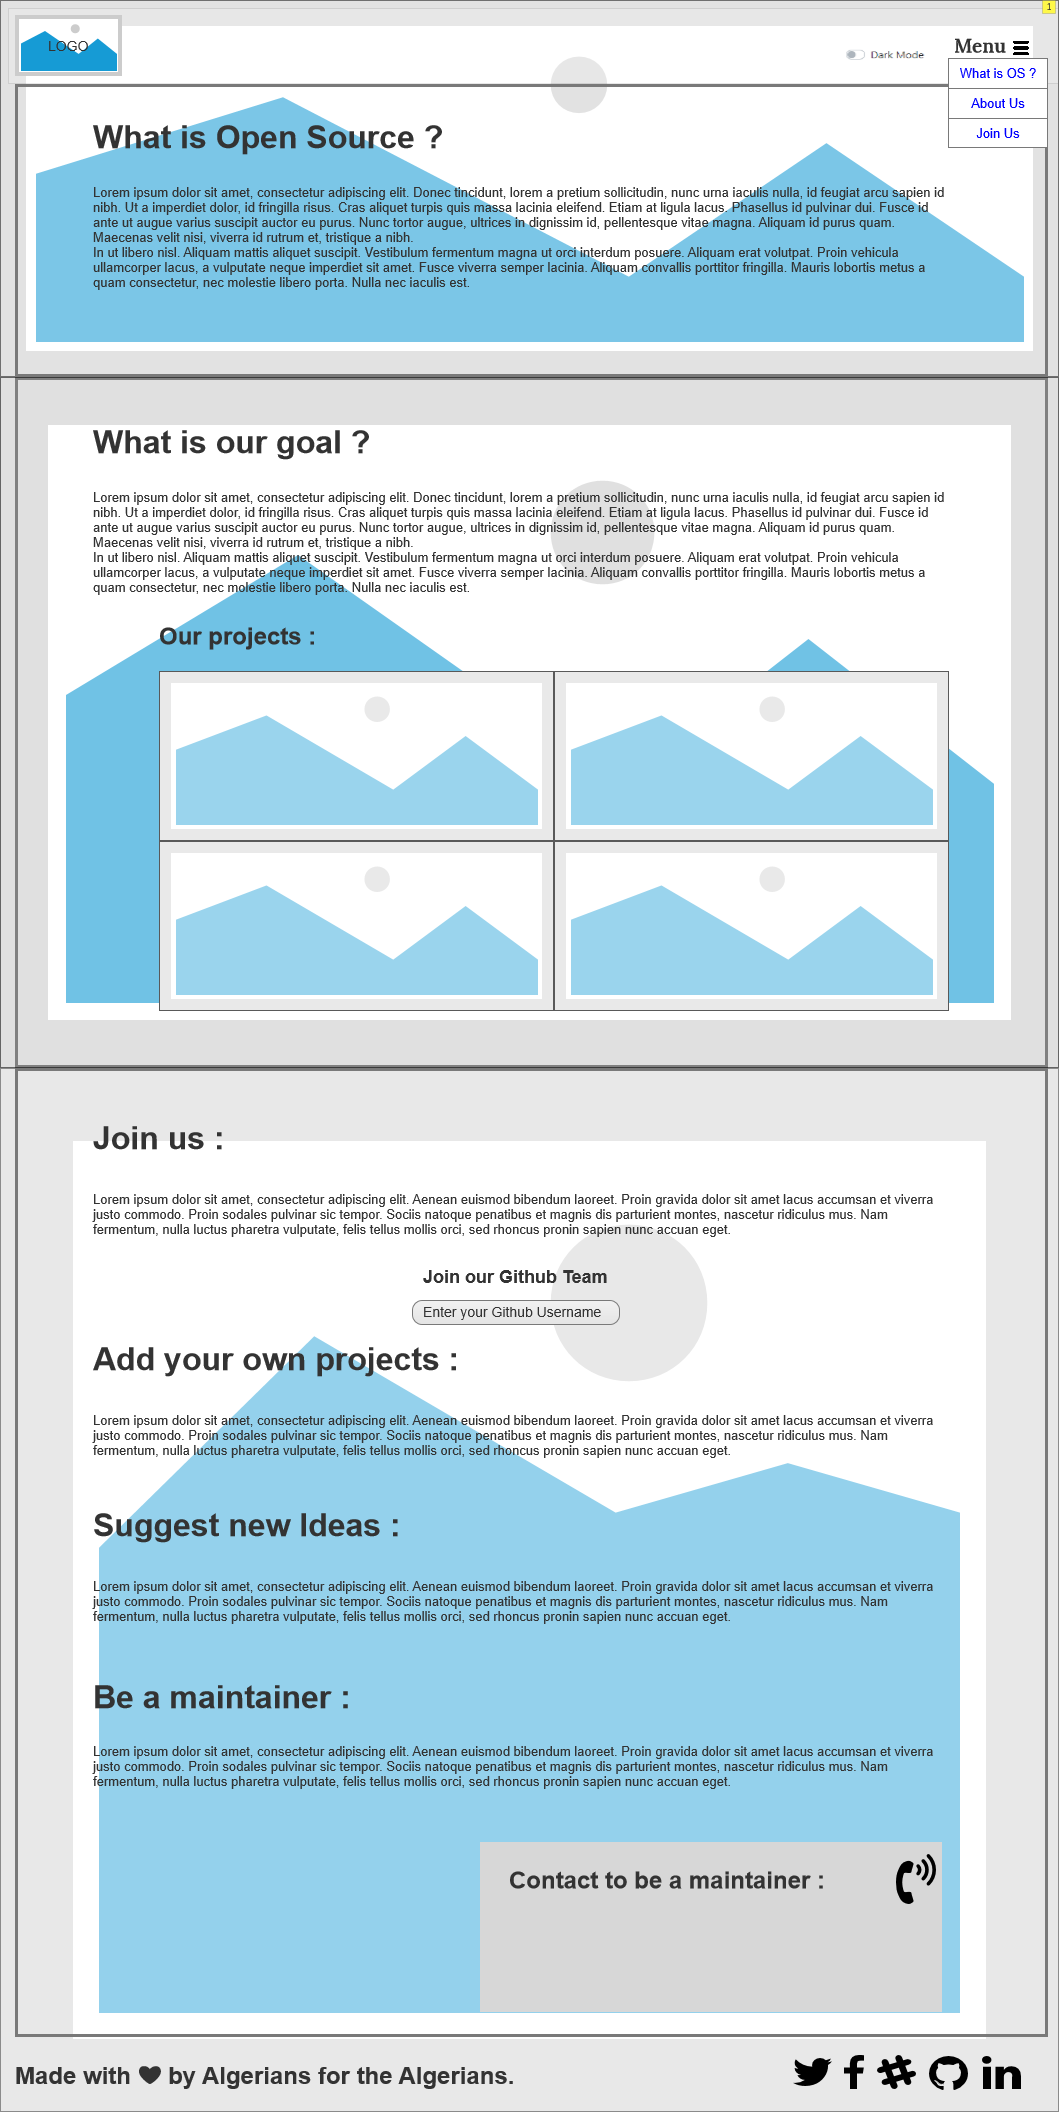 1
LOGO
Dark Mode
Menu
What is OS ?
About Us
Join Us
What is Open Source ?
Lorem ipsum dolor sit amet, consectetur adipiscing elit. Donec tincidunt, lorem a pretium sollicitudin, nunc urna iaculis nulla, id feugiat arcu sapien id
nibh. Ut a imperdiet dolor, id fringilla risus. Cras aliquet turpis quis massa lacinia eleifend. Etiam at ligula lacus. Phasellus id pulvinar dui. Fusce id
ante ut augue varius suscipit auctor eu purus. Nunc tortor augue, ultrices in dignissim id, pellentesque vitae magna. Aliquam id purus quam.
Maecenas velit nisi, viverra id rutrum et, tristique a nibh.
In ut libero nisl. Aliquam mattis aliquet suscipit. Vestibulum fermentum magna ut orci interdum posuere. Aliquam erat volutpat. Proin vehicula
ullamcorper lacus, a vulputate neque imperdiet sit amet. Fusce viverra semper lacinia. Aliquam convallis porttitor fringilla. Mauris lobortis metus a
quam consectetur, nec molestie libero porta. Nulla nec iaculis est.
What is our goal ?
Lorem ipsum dolor sit amet, consectetur adipiscing elit. Donec tincidunt, lorem a pretium sollicitudin, nunc urna iaculis nulla, id feugiat arcu sapien id
nibh. Ut a imperdiet dolor, id fringilla risus. Cras aliquet turpis quis massa lacinia eleifend. Etiam at ligula lacus. Phasellus id pulvinar dui. Fusce id
ante ut augue varius suscipit auctor eu purus. Nunc tortor augue, ultrices in dignissim id, pellentesque vitae magna. Aliquam id purus quam.
Maecenas velit nisi, viverra id rutrum et, tristique a nibh.
In ut libero nisl. Aliquam mattis aliquet suscipit. Vestibulum fermentum magna ut orci interdum posuere. Aliquam erat volutpat. Proin vehicula
ullamcorper lacus, a vulputate neque imperdiet sit amet. Fusce viverra semper lacinia. Aliquam convallis porttitor fringilla. Mauris lobortis metus a
quam consectetur, nec molestie libero porta. Nulla nec iaculis est.
Our projects :
Join us :
Lorem ipsum dolor sit amet, consectetur adipiscing elit. Aenean euismod bibendum laoreet. Proin gravida dolor sit amet lacus accumsan et viverra
justo commodo. Proin sodales pulvinar sic tempor. Sociis natoque penatibus et magnis dis parturient montes, nascetur ridiculus mus. Nam
fermentum, nulla luctus pharetra vulputate, felis tellus mollis orci, sed rhoncus pronin sapien nunc accuan eget.
Join our Github Team
Enter your Github Username
Add your own projects :
Lorem ipsum dolor sit amet, consectetur adipiscing elit. Aenean euismod bibendum laoreet. Proin gravida dolor sit amet lacus accumsan et viverra
justo commodo. Proin sodales pulvinar sic tempor. Sociis natoque penatibus et magnis dis parturient montes, nascetur ridiculus mus. Nam
fermentum, nulla luctus pharetra vulputate, felis tellus mollis orci, sed rhoncus pronin sapien nunc accuan eget.
Suggest new Ideas :
Lorem ipsum dolor sit amet, consectetur adipiscing elit. Aenean euismod bibendum laoreet. Proin gravida dolor sit amet lacus accumsan et viverra
justo commodo. Proin sodales pulvinar sic tempor. Sociis natoque penatibus et magnis dis parturient montes, nascetur ridiculus mus. Nam
fermentum, nulla luctus pharetra vulputate, felis tellus mollis orci, sed rhoncus pronin sapien nunc accuan eget.
Be a maintainer :
Lorem ipsum dolor sit amet, consectetur adipiscing elit. Aenean euismod bibendum laoreet. Proin gravida dolor sit amet lacus accumsan et viverra
justo commodo. Proin sodales pulvinar sic tempor. Sociis natoque penatibus et magnis dis parturient montes, nascetur ridiculus mus. Nam
fermentum, nulla luctus pharetra vulputate, felis tellus mollis orci, sed rhoncus pronin sapien nunc accuan eget.
Contact to be a maintainer :
Made with ♥ by Algerians for the Algerians.